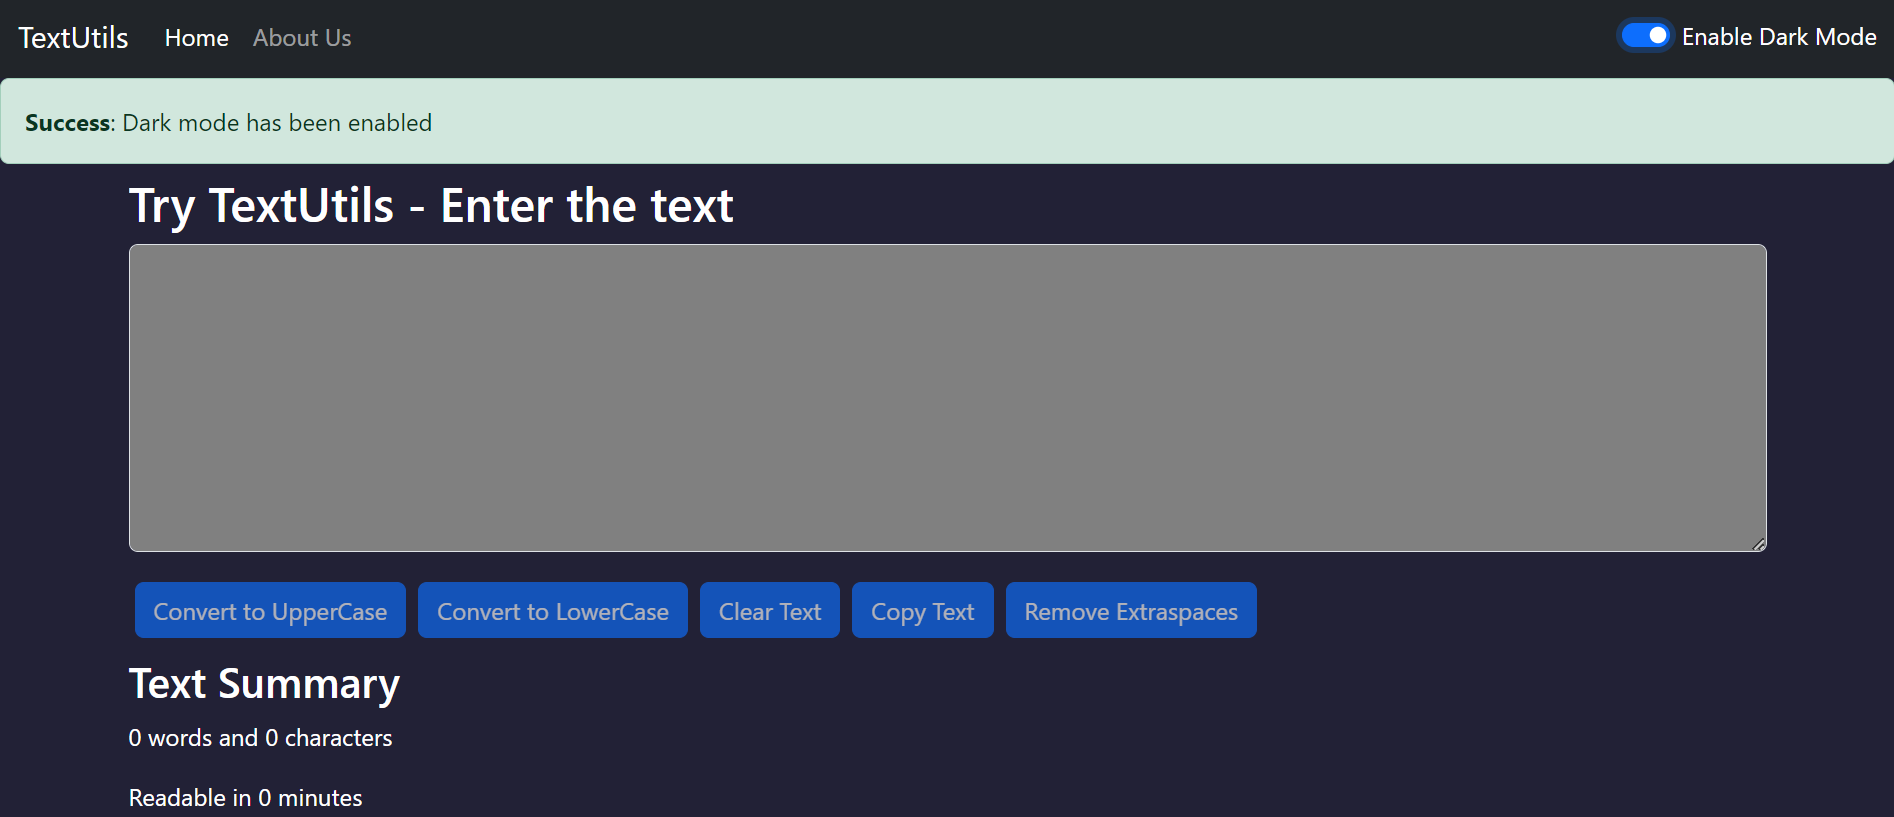 TextUtils Home About Us Enable Dark Mode
Success: Dark mode has been enabled
Try TextUtils - Enter the text
Convert to UpperCase Convert to LowerCase Clear Text Copy Text Remove Extraspaces
Text Summary
0 words and 0 characters
Readable in 0 minutes